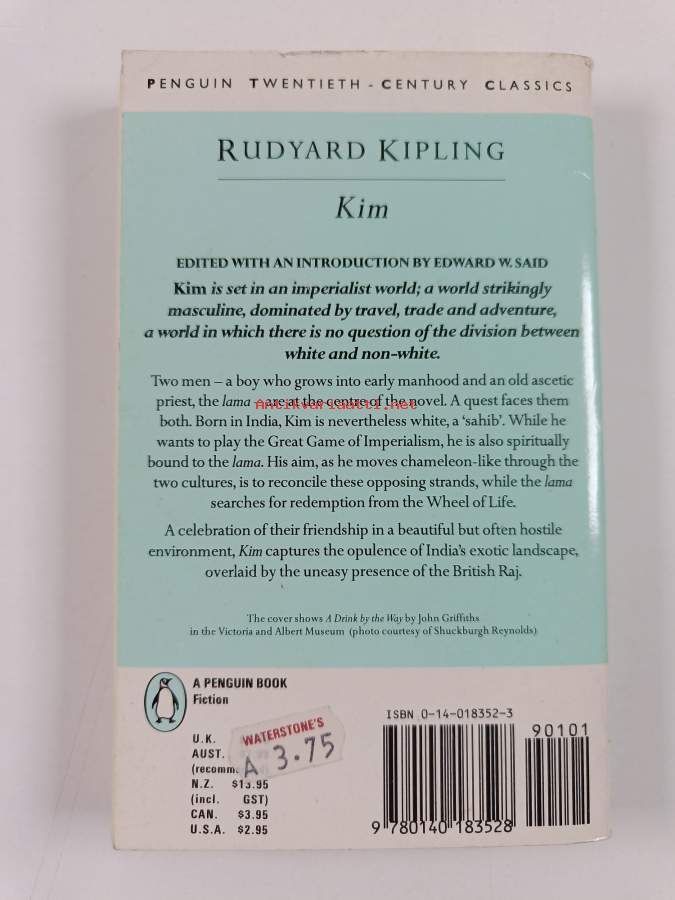 PENGUIN TWENTIETH-CENTURY CLASSICS
RUDYARD KIPLING
Kim
EDITED WITH AN INTRODUCTION BY EDWARD W. SAID
Kim is set in an imperialist world; a world strikingly
masculine, dominated by travel, trade and adventure,
a world in which there is no question of the division between
white and non-white.
Two men – a boy who grows into early manhood and an old ascetic
priest, the lama – are at the centre of the novel. A quest faces them
both. Born in India, Kim is nevertheless white, a ‘sahib’. While he
wants to play the Great Game of Imperialism, he is also spiritually
bound to the lama. His aim, as he moves chameleon-like through the
two cultures, is to reconcile these opposing strands, while the lama
searches for redemption from the Wheel of Life.
A celebration of their friendship in a beautiful but often hostile
environment, Kim captures the opulence of India’s exotic landscape,
overlaid by the uneasy presence of the British Raj.
The cover shows A Drink by the Way by John Griffiths
in the Victoria and Albert Museum (photo courtesy of Shuckburgh Reynolds)
Antikvariaatti.net
A PENGUIN BOOK
Fiction
U.K.
AUST.
(recomm
N.Z. $13.95
(incl. GST)
CAN. $3.95
U.S.A. $2.95
WATERSTONE'S
A 3.75
ISBN 0-14-018352-3
90101
9 780140 183528